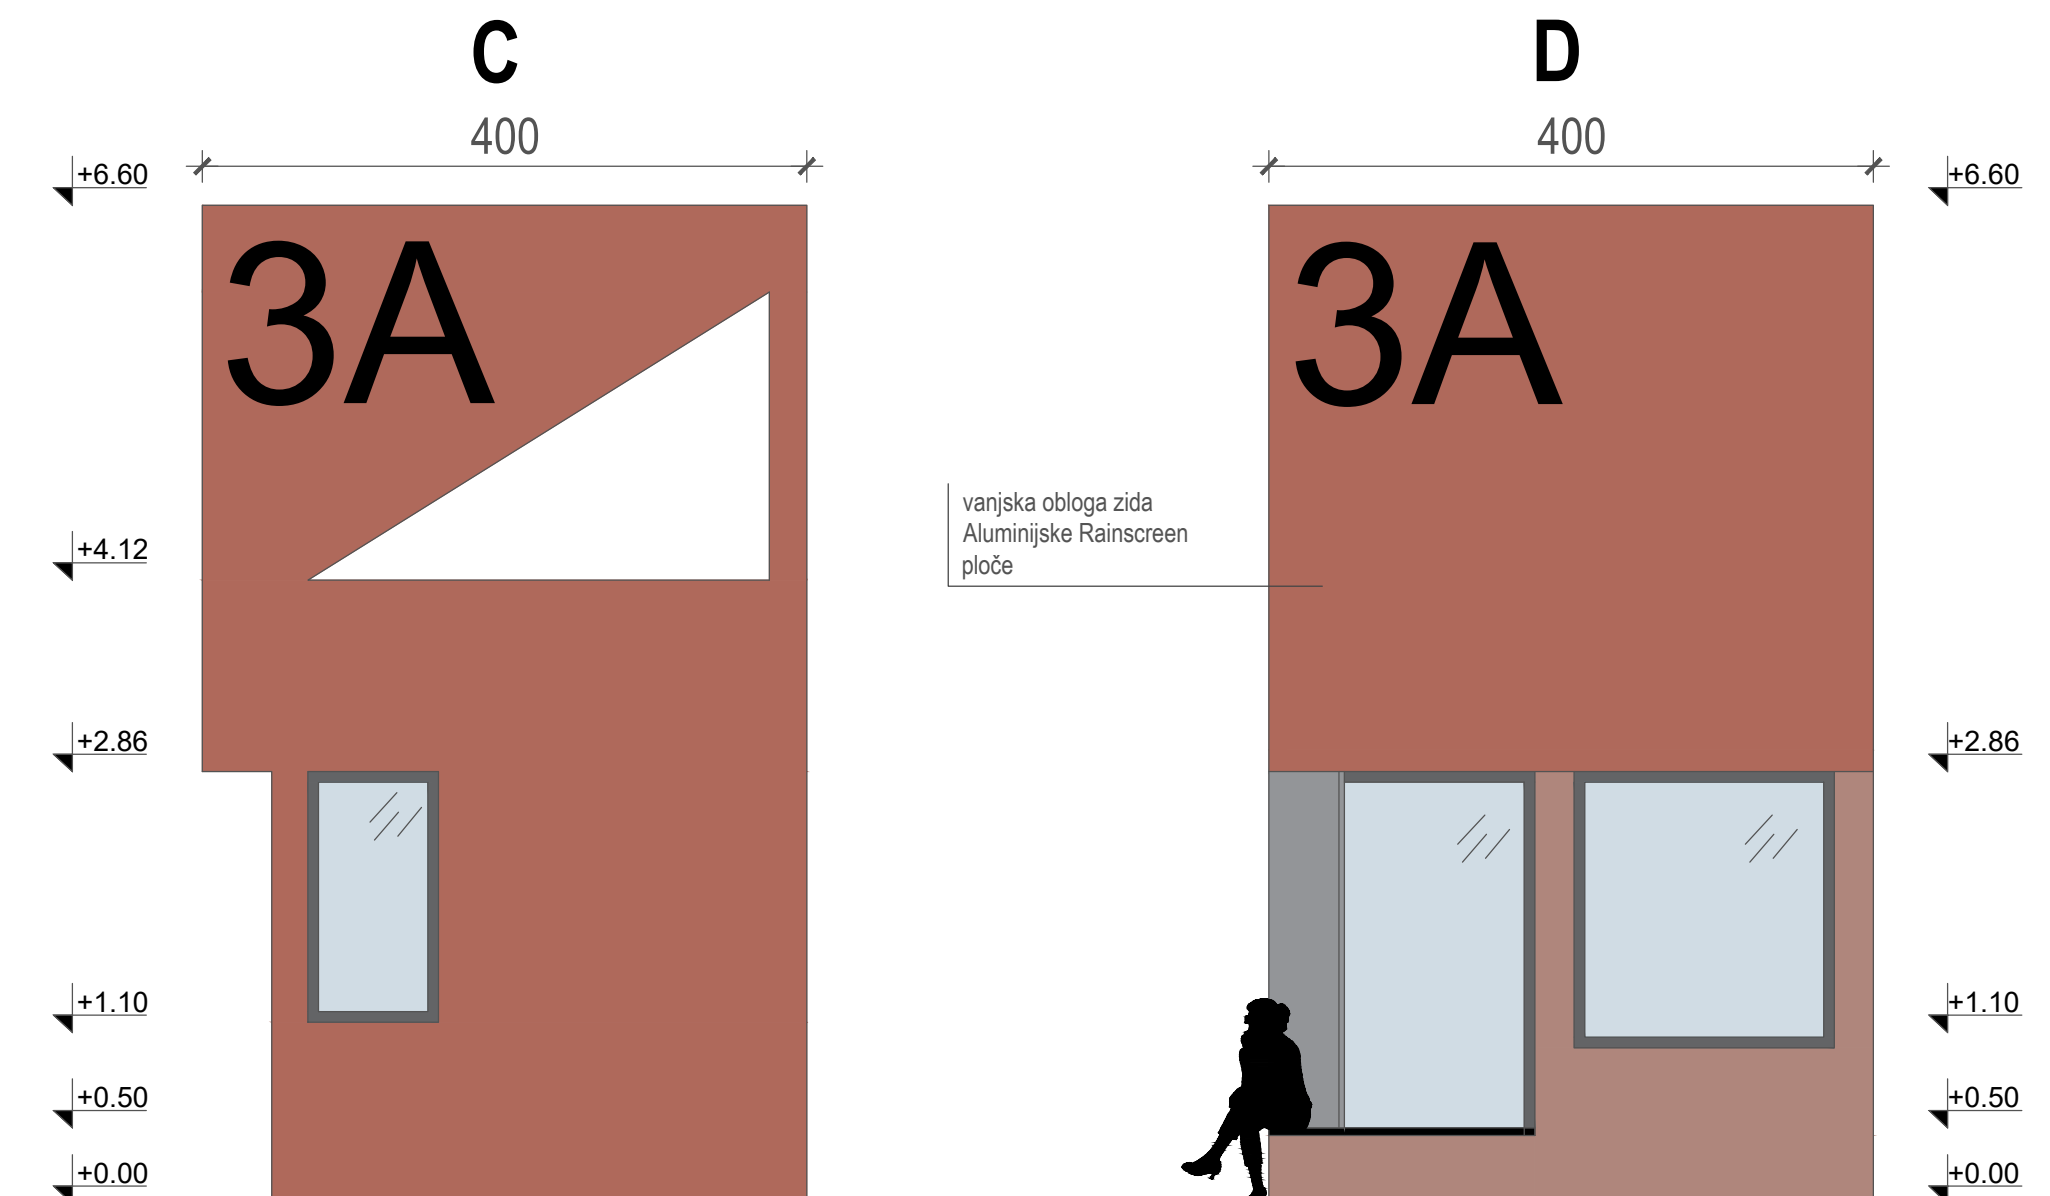 C
D
400
400
+6.60
+6.60
3A
3A
vanjska obloga zida
Aluminijske Rainscreen
ploče
+4.12
+2.86
+2.86
+1.10
+1.10
+0.50
+0.50
+0.00
+0.00